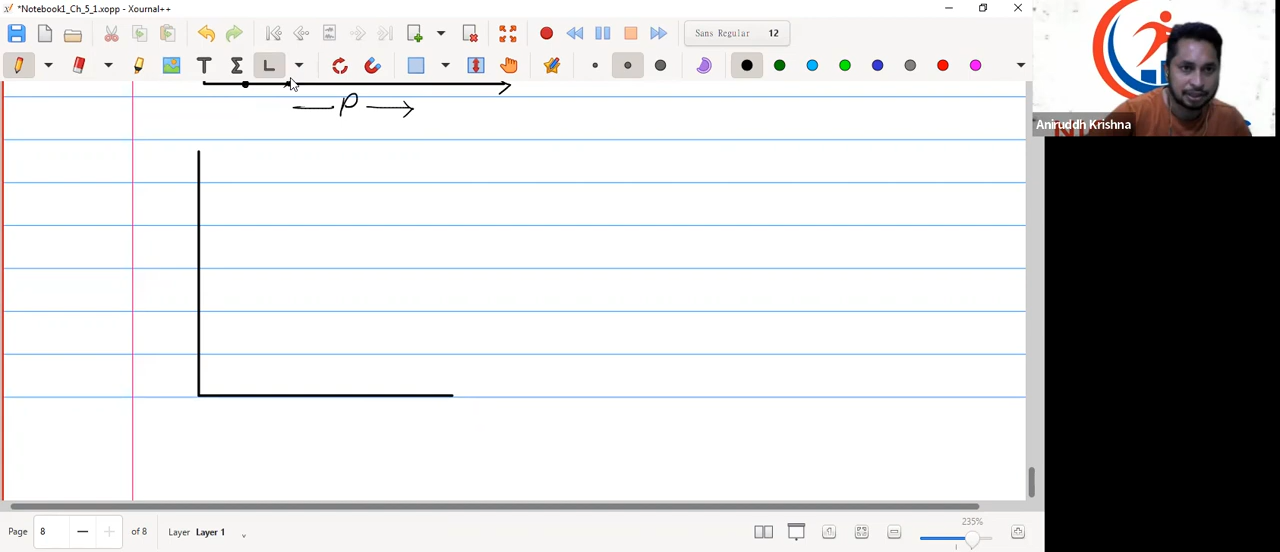 *Notebook1_Ch_5_1.xopp - Xournal++
Sans Regular 12
P
Aniruddh Krishna
Page 8 of 8 Layer Layer 1
235%